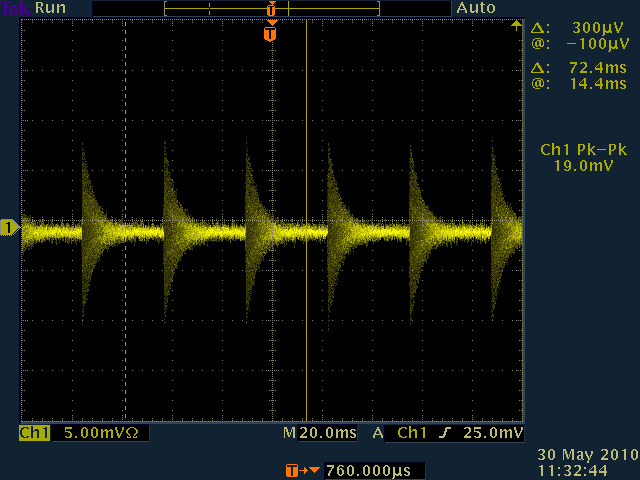 Tek Run
T
Auto
T
Δ: 300µV
@: −100µV
Δ: 72.4ms
@: 14.4ms
Ch1 Pk−Pk
19.0mV
1
Ch1 5.00mVΩ M 20.0ms A Ch1 25.0mV
30 May 2010
11:32:44
T 760.000µs